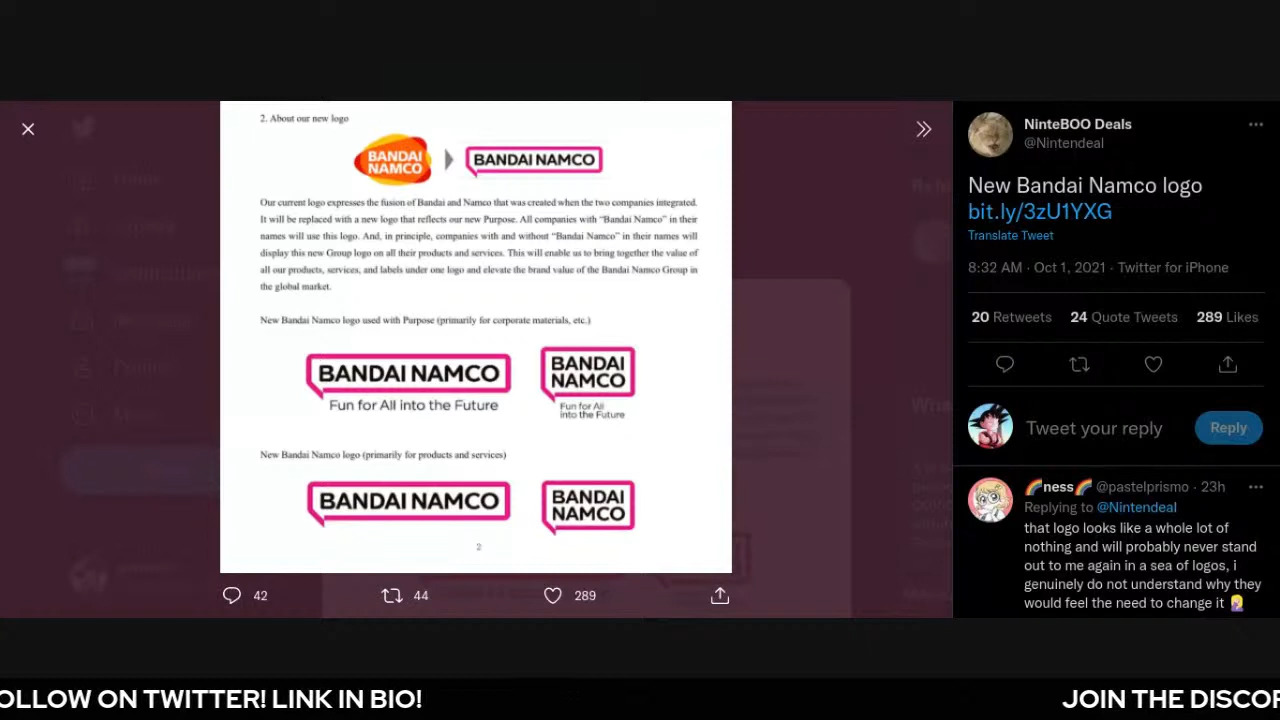 2. About our new logo
BANDAI
NAMCO
BANDAI NAMCO
Our current logo expresses the fusion of Bandai and Namco that was created when the two companies integrated.
It will be replaced with a new logo that reflects our new Purpose. All companies with “Bandai Namco” in their
names will use this logo. And, in principle, companies with and without “Bandai Namco” in their names will
display this new Group logo on all their products and services. This will enable us to bring together the value of
all our products, services, and labels under one logo and elevate the brand value of the Bandai Namco Group in
the global market.
New Bandai Namco logo used with Purpose (primarily for corporate materials, etc.)
BANDAI NAMCO
Fun for All into the Future
BANDAI
NAMCO
Fun for All
into the Future
New Bandai Namco logo (primarily for products and services)
BANDAI NAMCO
BANDAI
NAMCO
2
42
44
289
NinteBOO Deals
@Nintendeal
New Bandai Namco logo
bit.ly/3zU1YXG
Translate Tweet
8:32 AM · Oct 1, 2021 · Twitter for iPhone
20 Retweets 24 Quote Tweets 289 Likes
Tweet your reply
Reply
🌈ness🌈 @pastelprismo · 23h
Replying to @Nintendeal
that logo looks like a whole lot of
nothing and will probably never stand
out to me again in a sea of logos, i
genuinely do not understand why they
would feel the need to change it
OLLOW ON TWITTER! LINK IN BIO!
JOIN THE DISCOR